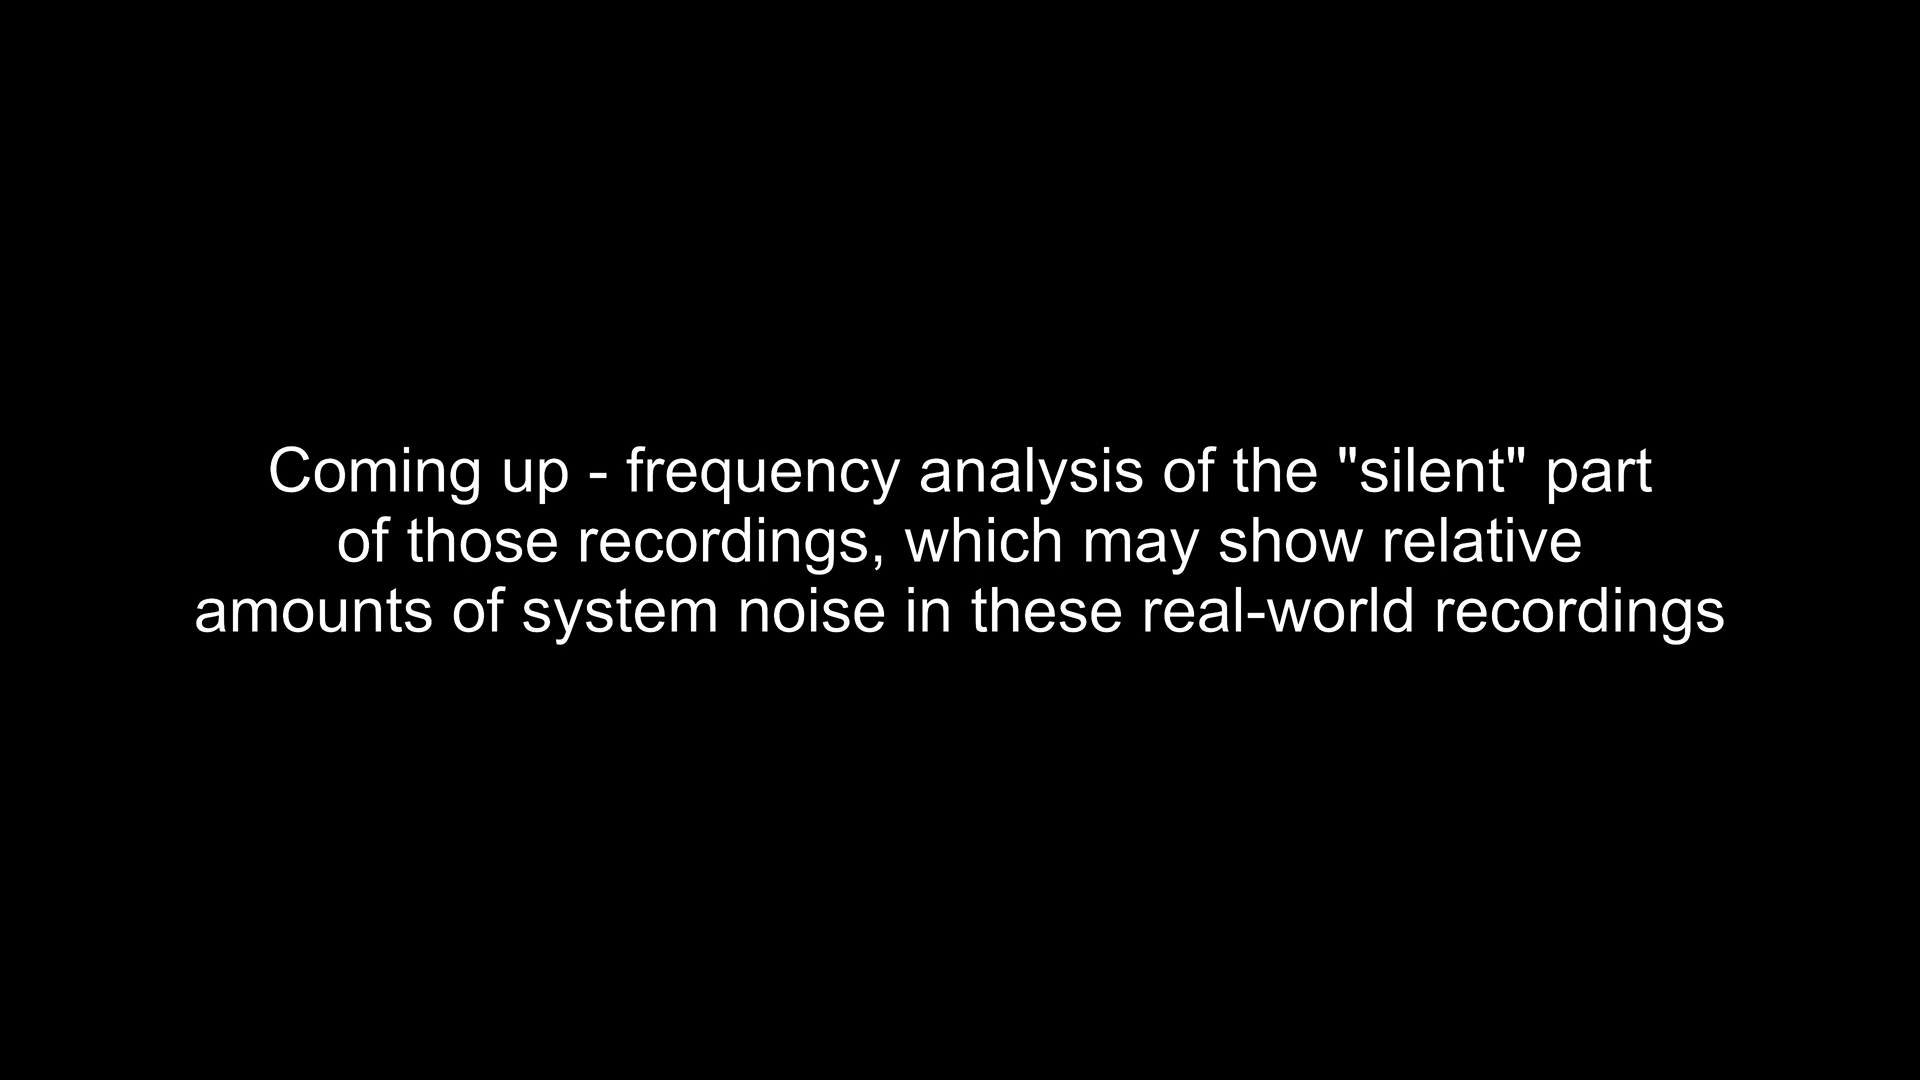 Coming up - frequency analysis of the "silent" part
of those recordings, which may show relative
amounts of system noise in these real-world recordings